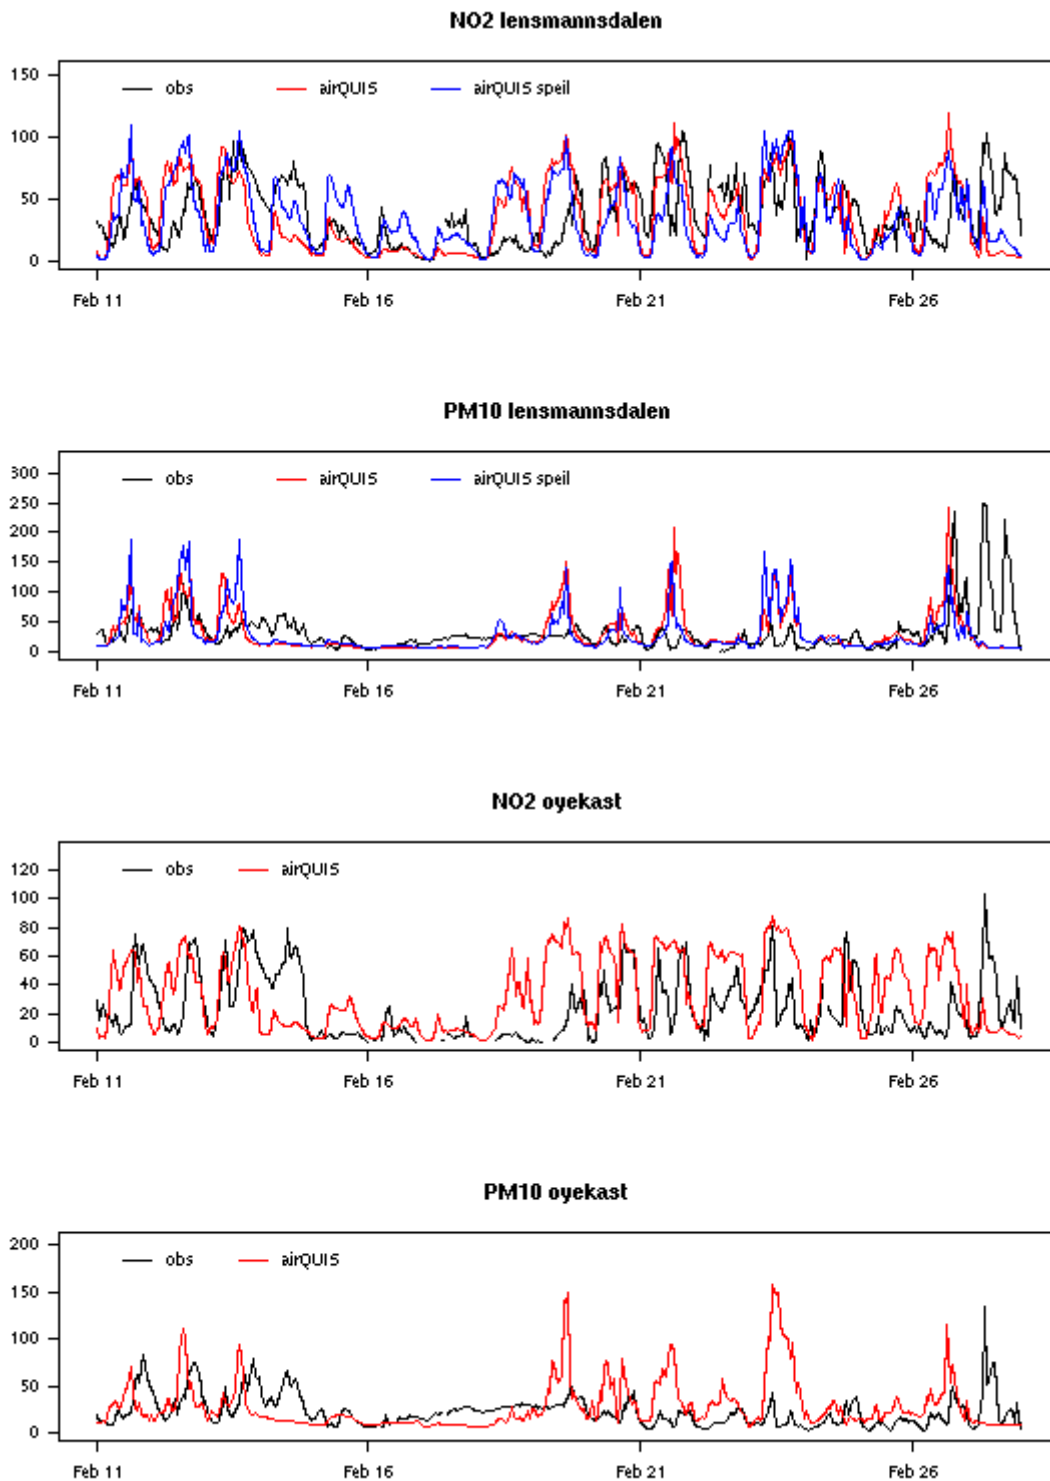 NO2 lensmannsdalen
150
obs airQUIS airQUIS speil
100
50
0
Feb 11 Feb 16 Feb 21 Feb 26
PM10 lensmannsdalen
300
obs airQUIS airQUIS speil
250
200
150
100
50
0
Feb 11 Feb 16 Feb 21 Feb 26
NO2 oyekast
120
obs airQUIS
100
80
60
40
20
0
Feb 11 Feb 16 Feb 21 Feb 26
PM10 oyekast
200
obs airQUIS
150
100
50
0
Feb 11 Feb 16 Feb 21 Feb 26